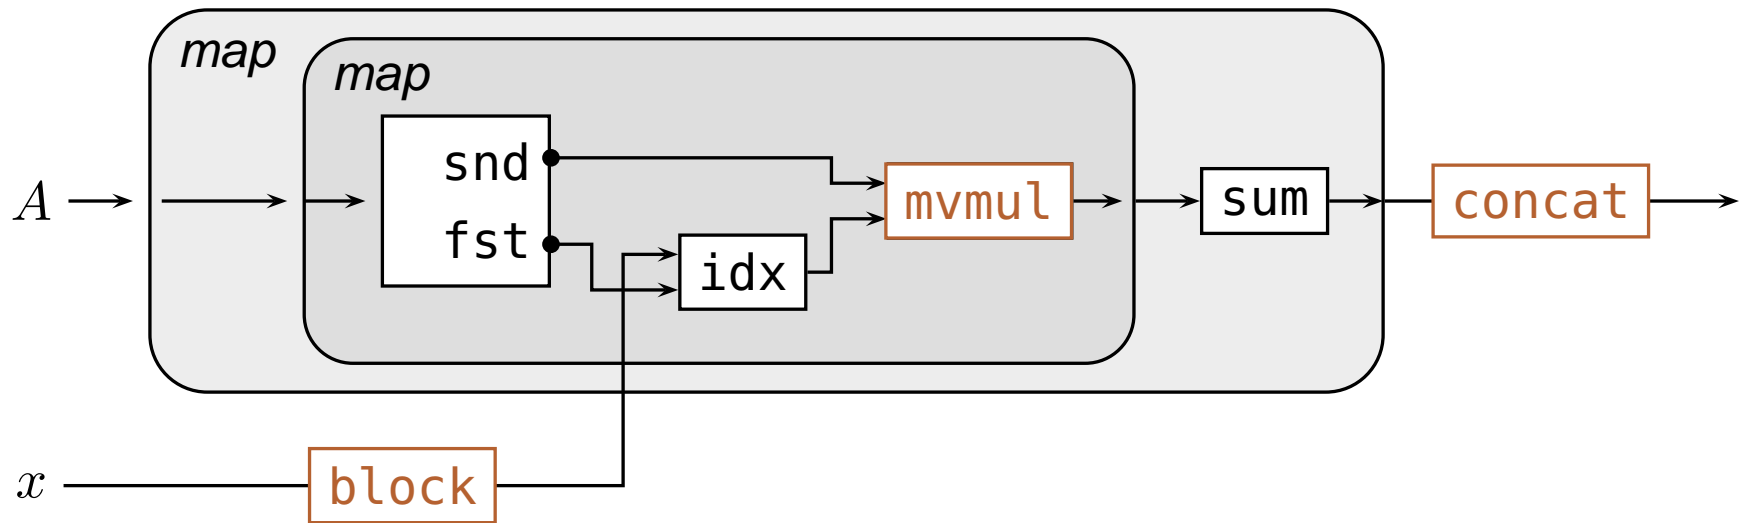 map
map
snd
mvmul
A
sum
concat
fst
idx
x
block